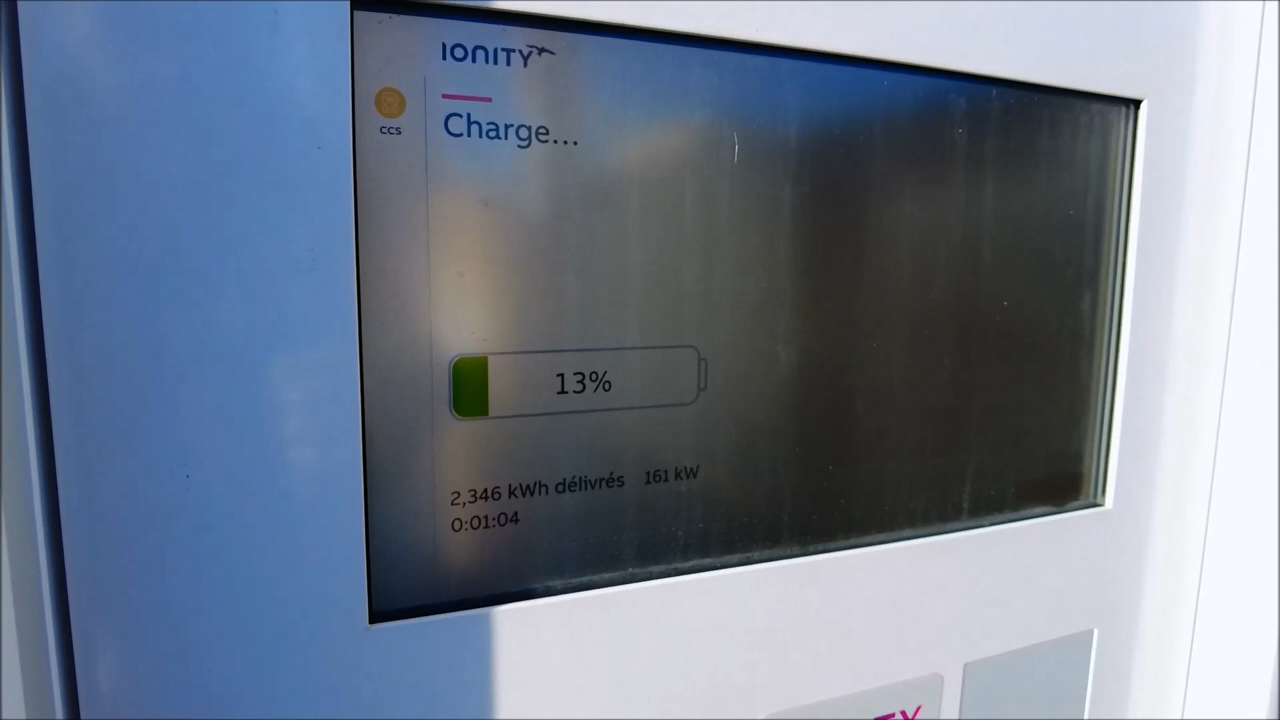 IONITY
CCS
Charge...
13%
2,346 kWh délivrés 161 kW
0:01:04